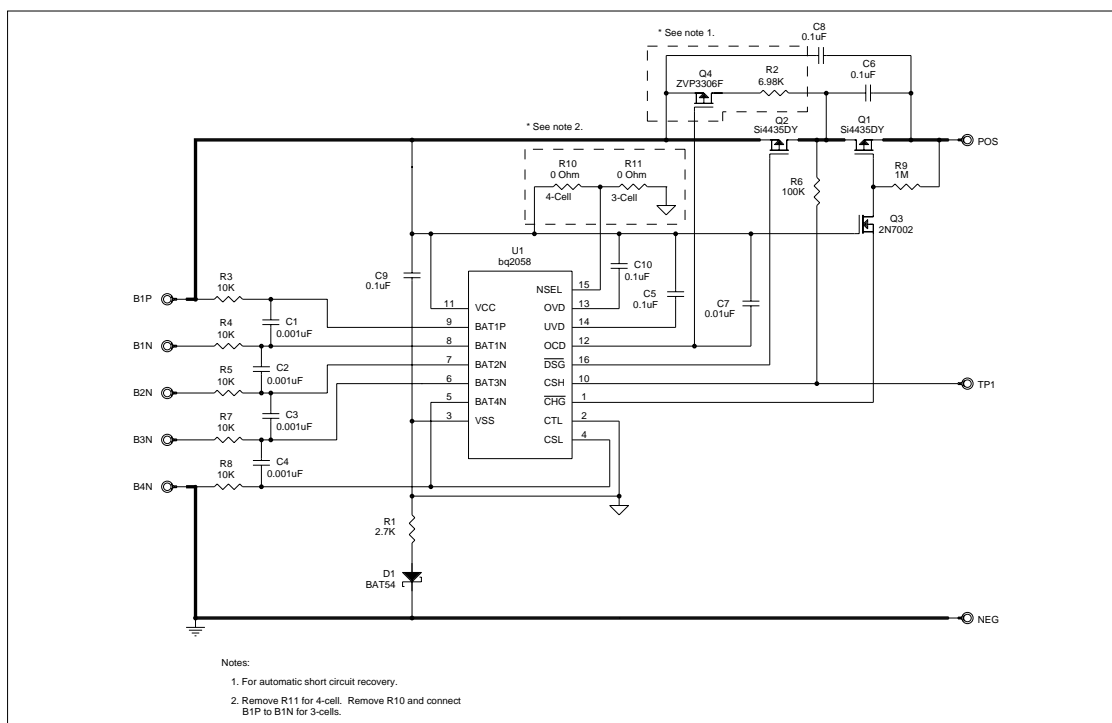 * See note 1.
C8
0.1uF
Q4
ZVP3306F
R2
6.98K
C6
0.1uF
* See note 2.
Q2
Si4435DY
Q1
Si4435DY
POS
R10
0 Ohm
4-Cell
R11
0 Ohm
3-Cell
R6
100K
R9
1M
Q3
2N7002
U1
bq2058
C9
0.1uF
C10
0.1uF
C5
0.1uF
C7
0.01uF
B1P
R3
10K
C1
0.001uF
B1N
R4
10K
C2
0.001uF
B2N
R5
10K
C3
0.001uF
B3N
R7
10K
C4
0.001uF
B4N
R8
10K
11 VCC
9 BAT1P
8 BAT1N
7 BAT2N
6 BAT3N
5 BAT4N
3 VSS
NSEL 15
OVD 13
UVD 14
OCD 12
DSG 16
CSH 10
CHG 1
CTL 2
CSL 4
TP1
R1
2.7K
D1
BAT54
NEG
Notes:
1. For automatic short circuit recovery.
2. Remove R11 for 4-cell. Remove R10 and connect
B1P to B1N for 3-cells.